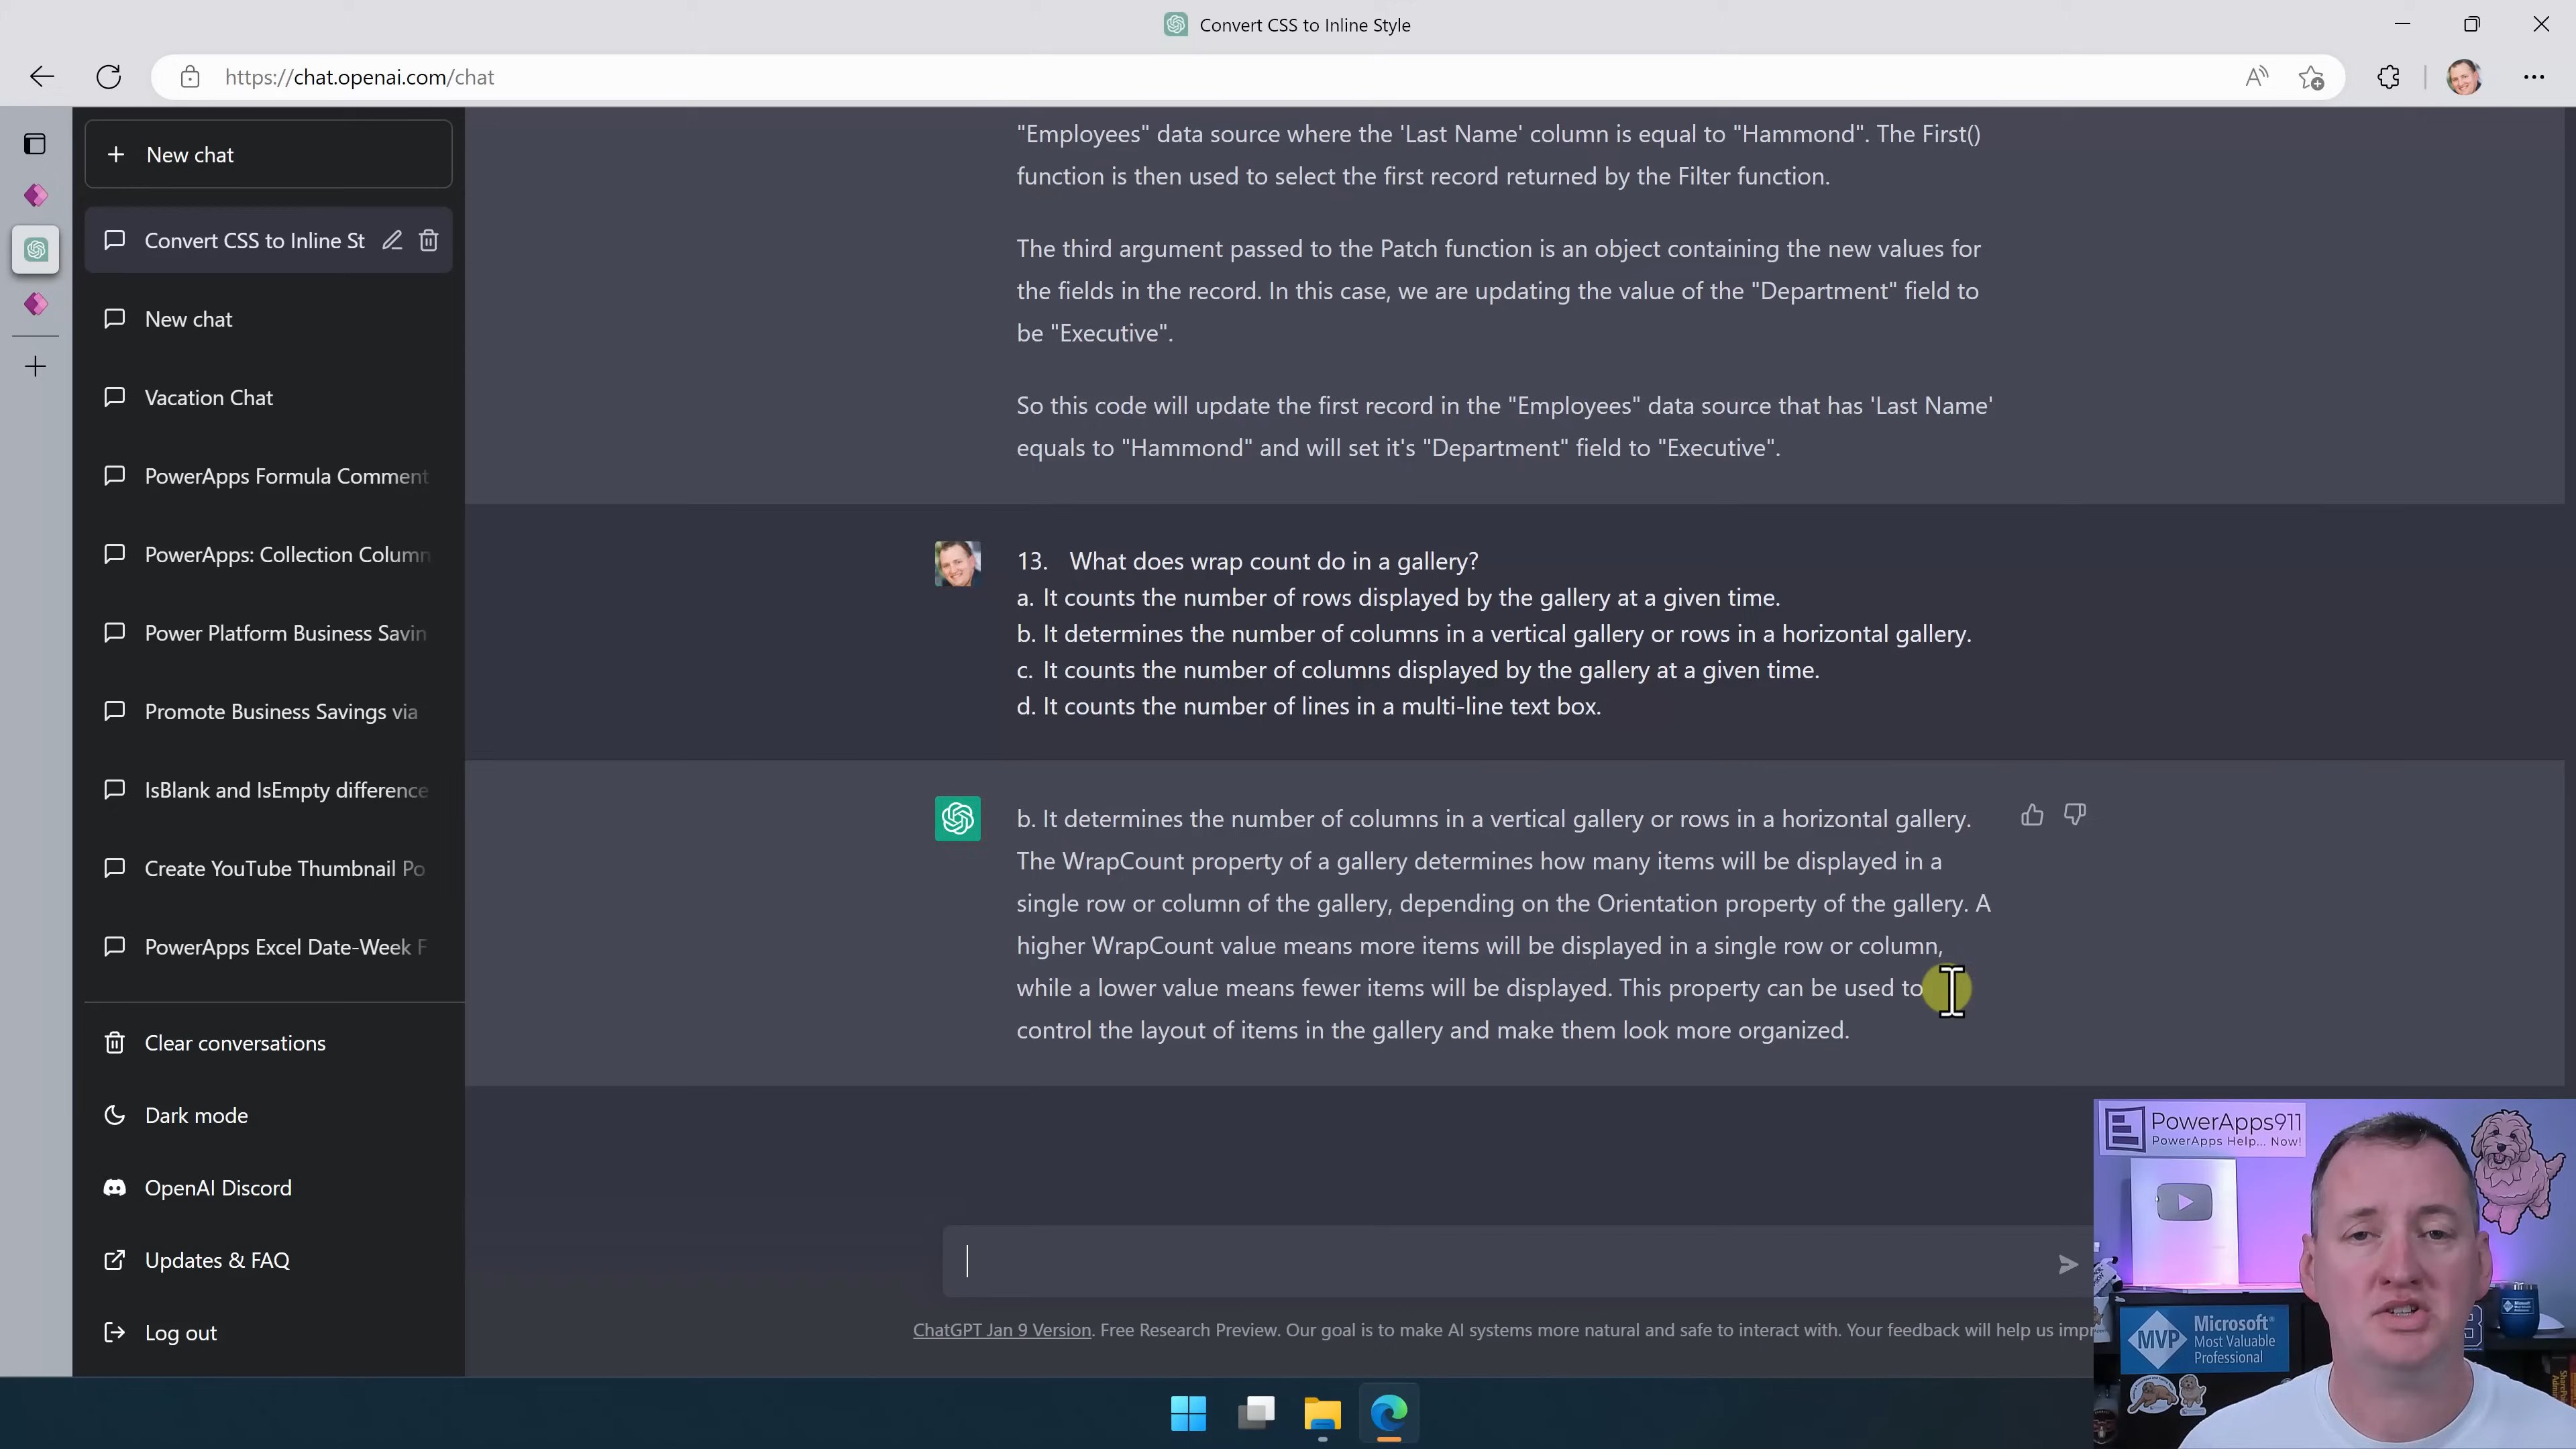 Convert CSS to Inline Style
https://chat.openai.com/chat
New chat
Convert CSS to Inline St
New chat
Vacation Chat
PowerApps Formula Comment
PowerApps: Collection Column
Power Platform Business Savin
Promote Business Savings via
IsBlank and IsEmpty difference
Create YouTube Thumbnail Po
PowerApps Excel Date-Week F
Clear conversations
Dark mode
OpenAI Discord
Updates & FAQ
Log out
"Employees" data source where the 'Last Name' column is equal to "Hammond". The First()
function is then used to select the first record returned by the Filter function.
The third argument passed to the Patch function is an object containing the new values for
the fields in the record. In this case, we are updating the value of the "Department" field to
be "Executive".
So this code will update the first record in the "Employees" data source that has 'Last Name'
equals to "Hammond" and will set it's "Department" field to "Executive".
13. What does wrap count do in a gallery?
a. It counts the number of rows displayed by the gallery at a given time.
b. It determines the number of columns in a vertical gallery or rows in a horizontal gallery.
c. It counts the number of columns displayed by the gallery at a given time.
d. It counts the number of lines in a multi-line text box.
b. It determines the number of columns in a vertical gallery or rows in a horizontal gallery.
The WrapCount property of a gallery determines how many items will be displayed in a
single row or column of the gallery, depending on the Orientation property of the gallery. A
higher WrapCount value means more items will be displayed in a single row or column,
while a lower value means fewer items will be displayed. This property can be used to
control the layout of items in the gallery and make them look more organized.
ChatGPT Jan 9 Version. Free Research Preview. Our goal is to make AI systems more natural and safe to interact with. Your feedback will help us impr
PowerApps911
PowerApps Help... Now!
MVP
Microsoft®
Most Valuable
Professional